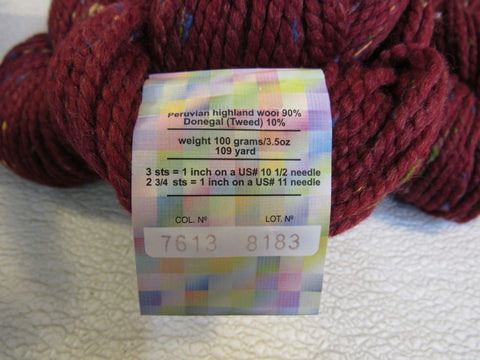 Peruvian highland wool 90%
Donegal (Tweed) 10%
weight 100 grams/3.5oz
109 yard
3 sts = 1 inch on a US# 10 1/2 needle
2 3/4 sts = 1 inch on a US# 11 needle
COL. Nº LOT. Nº
7613 8183